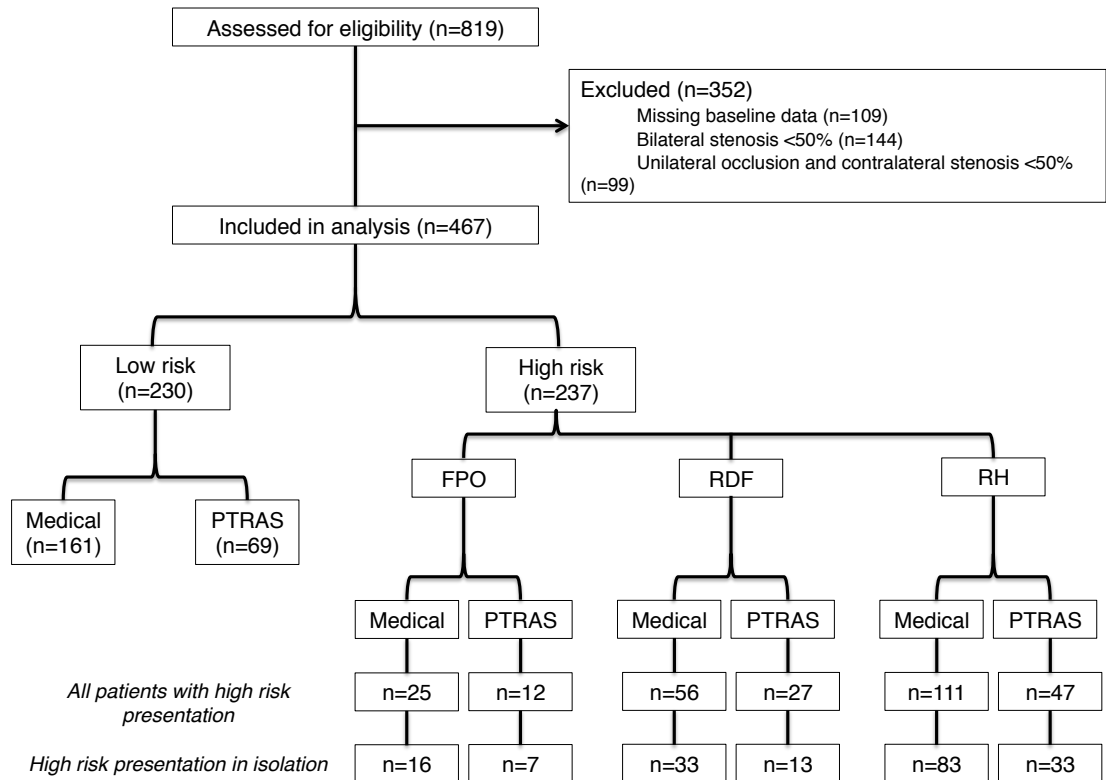 Assessed for eligibility (n=819)
Excluded (n=352)
Missing baseline data (n=109)
Bilateral stenosis <50% (n=144)
Unilateral occlusion and contralateral stenosis <50%
(n=99)
Included in analysis (n=467)
Low risk
(n=230)
High risk
(n=237)
FPO
RDF
RH
Medical
(n=161)
PTRAS
(n=69)
Medical
PTRAS
Medical
PTRAS
Medical
PTRAS
All patients with high risk
presentation
n=25
n=12
n=56
n=27
n=111
n=47
High risk presentation in isolation
n=16
n=7
n=33
n=13
n=83
n=33